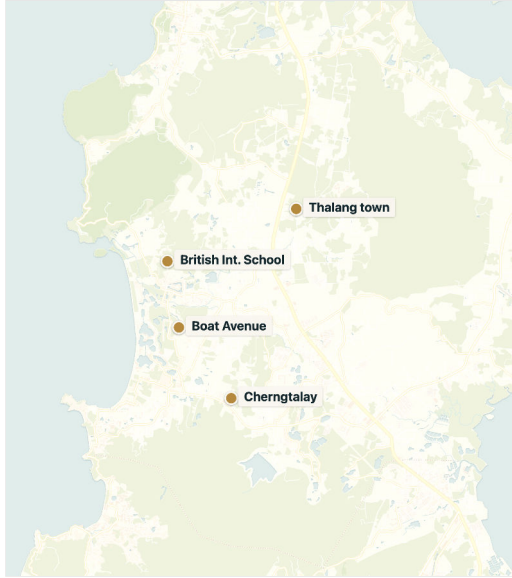 Thalang town
British Int. School
Boat Avenue
Cherngtalay